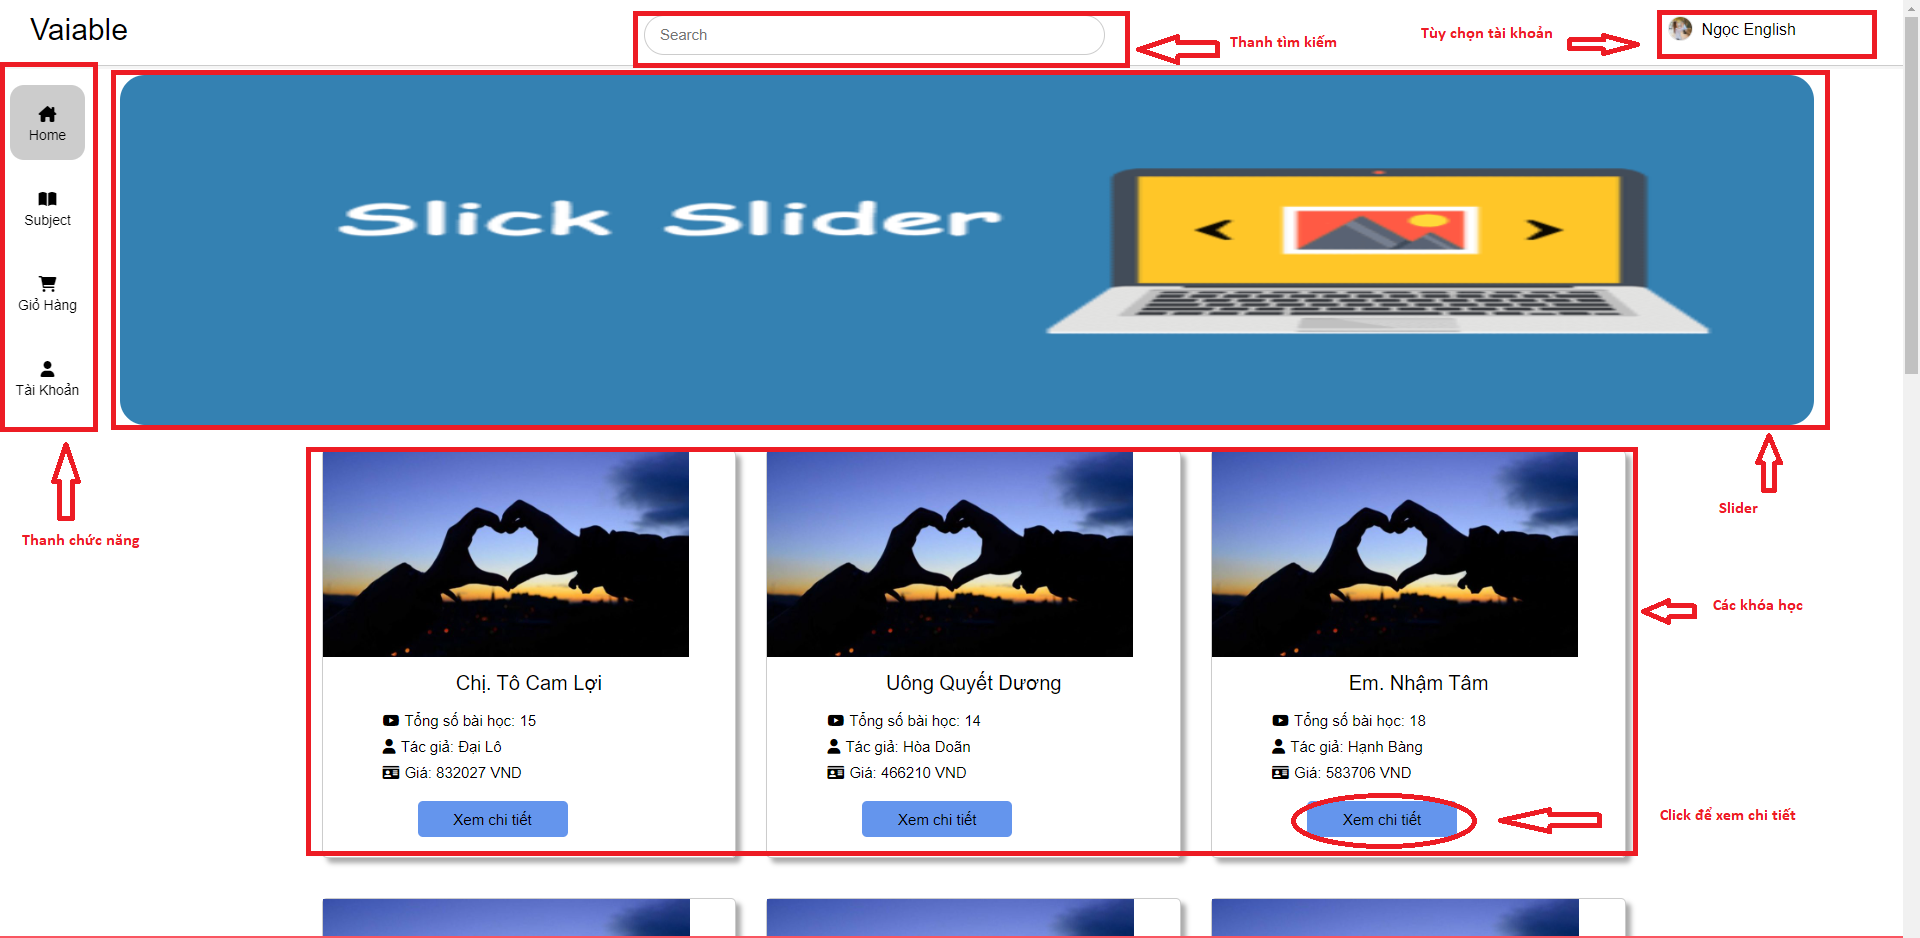 Vaiable
Search
Thanh tìm kiếm
Tùy chọn tài khoản
Ngọc English
Home
Subject
Giỏ Hàng
Tài Khoản
Thanh chức năng
Slick Slider
Slider
Các khóa học
Chị. Tô Cam Lợi
Tổng số bài học: 15
Tác giả: Đại Lô
Giá: 832027 VND
Xem chi tiết
Uông Quyết Dương
Tổng số bài học: 14
Tác giả: Hòa Doãn
Giá: 466210 VND
Xem chi tiết
Em. Nhậm Tâm
Tổng số bài học: 18
Tác giả: Hạnh Bàng
Giá: 583706 VND
Xem chi tiết
Click để xem chi tiết